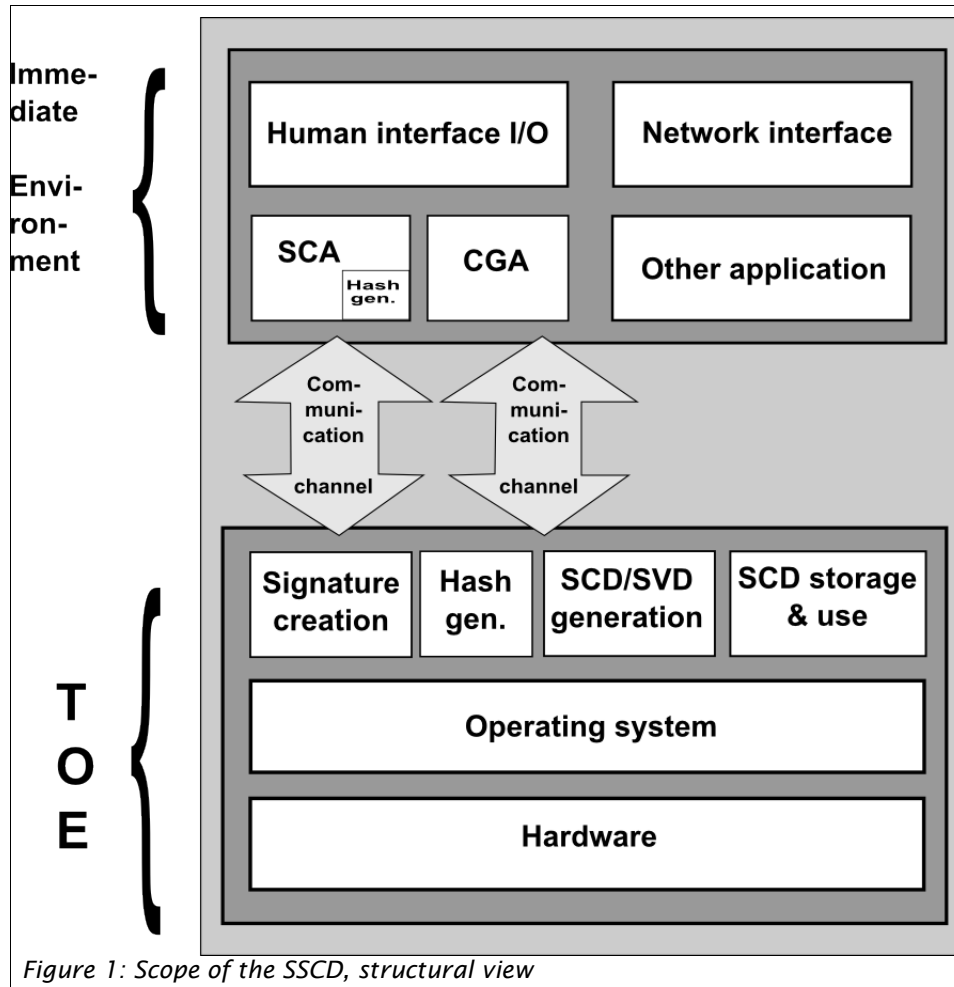 Imme-
diate
Envi-
ron-
ment
Human interface I/O
Network interface
SCA
Hash
gen.
CGA
Other application
Com-
muni-
cation
channel
Com-
muni-
cation
channel
T
O
E
Signature
creation
Hash
gen.
SCD/SVD
generation
SCD storage
& use
Operating system
Hardware
Figure 1: Scope of the SSCD, structural view